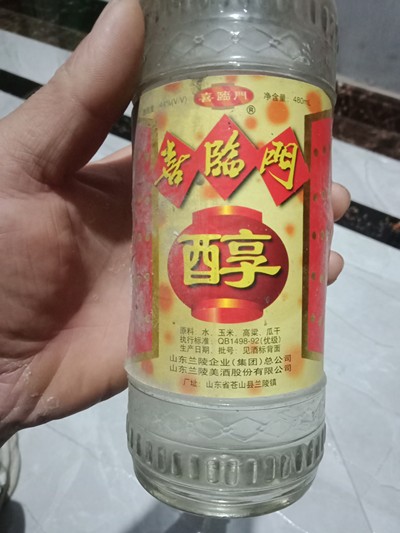 喜臨門
®
净含量: 480mL
喜臨門
醇
原料 水、玉米、高梁、瓜干
执行标准: QB1498-92(优级)
生产日期、批号: 见酒标背面
山东兰陵企业(集团)总公司
山东兰陵美酒股份有限公司
厂址: 山东省苍山县兰陵镇